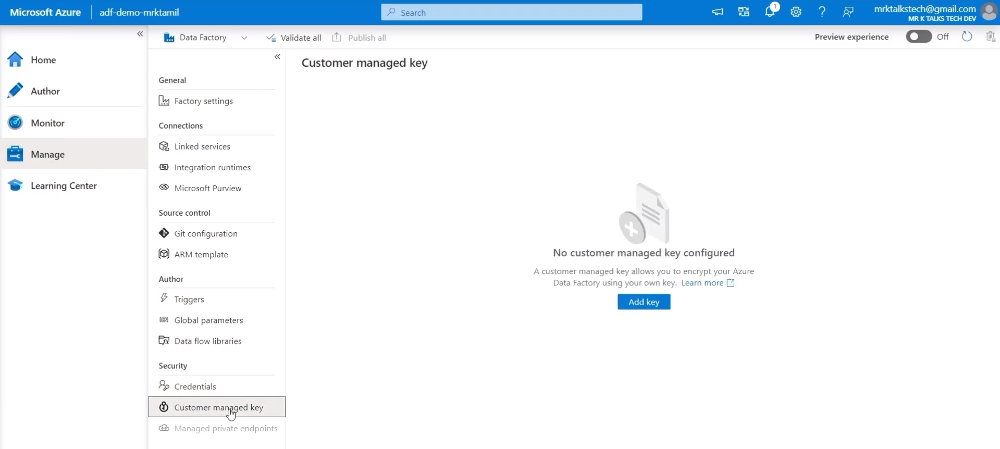 Microsoft Azure
adf-demo-mrktamil
Search
1
mrktalkstech@gmail.com
MR K TALKS TECH DEV
Data Factory
Validate all
Publish all
Preview experience
Off
Home
Author
Monitor
Manage
Learning Center
General
Factory settings
Connections
Linked services
Integration runtimes
Microsoft Purview
Source control
Git configuration
ARM template
Author
Triggers
Global parameters
Data flow libraries
Security
Credentials
Customer managed key
Managed private endpoints
Customer managed key
No customer managed key configured
A customer managed key allows you to encrypt your Azure
Data Factory using your own key. Learn more
Add key